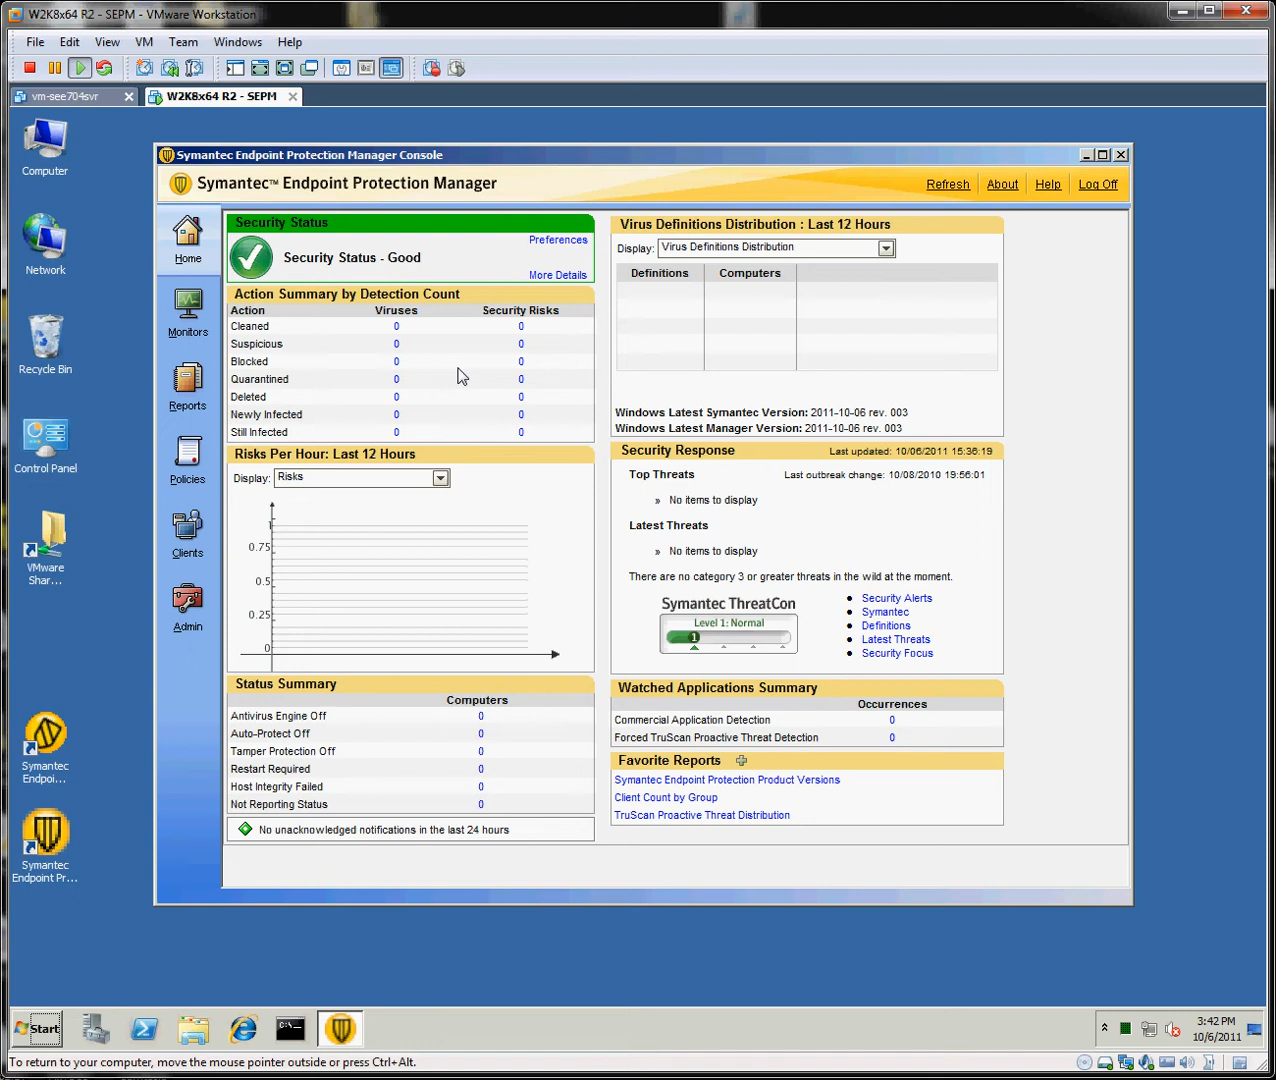 W2K8x64 R2 - SEPM - VMware Workstation
File Edit View VM Team Windows Help
vm-see704svr
W2K8x64 R2 - SEPM
Computer
Network
Recycle Bin
Control Panel
VMware
Shar...
Symantec
Endpoi...
Symantec
Endpoint Pr...
Symantec Endpoint Protection Manager Console
Symantec™ Endpoint Protection Manager
Refresh About Help Log Off
Home
Monitors
Reports
Policies
Clients
Admin
Security Status
Preferences
Security Status - Good
More Details
Action Summary by Detection Count
Action Viruses Security Risks
Cleaned 0 0
Suspicious 0 0
Blocked 0 0
Quarantined 0 0
Deleted 0 0
Newly Infected 0 0
Still Infected 0 0
Risks Per Hour: Last 12 Hours
Display: Risks
1
0.75
0.5
0.25
0
Status Summary
Computers
Antivirus Engine Off 0
Auto-Protect Off 0
Tamper Protection Off 0
Restart Required 0
Host Integrity Failed 0
Not Reporting Status 0
No unacknowledged notifications in the last 24 hours
Virus Definitions Distribution : Last 12 Hours
Display: Virus Definitions Distribution
Definitions Computers
Windows Latest Symantec Version: 2011-10-06 rev. 003
Windows Latest Manager Version: 2011-10-06 rev. 003
Security Response Last updated: 10/06/2011 15:36:19
Top Threats Last outbreak change: 10/08/2010 19:56:01
» No items to display
Latest Threats
» No items to display
There are no category 3 or greater threats in the wild at the moment.
Symantec ThreatCon
Level 1: Normal
1
• Security Alerts
• Symantec
• Definitions
• Latest Threats
• Security Focus
Watched Applications Summary
Occurrences
Commercial Application Detection 0
Forced TruScan Proactive Threat Detection 0
Favorite Reports
Symantec Endpoint Protection Product Versions
Client Count by Group
TruScan Proactive Threat Distribution
Start
3:42 PM
10/6/2011
To return to your computer, move the mouse pointer outside or press Ctrl+Alt.